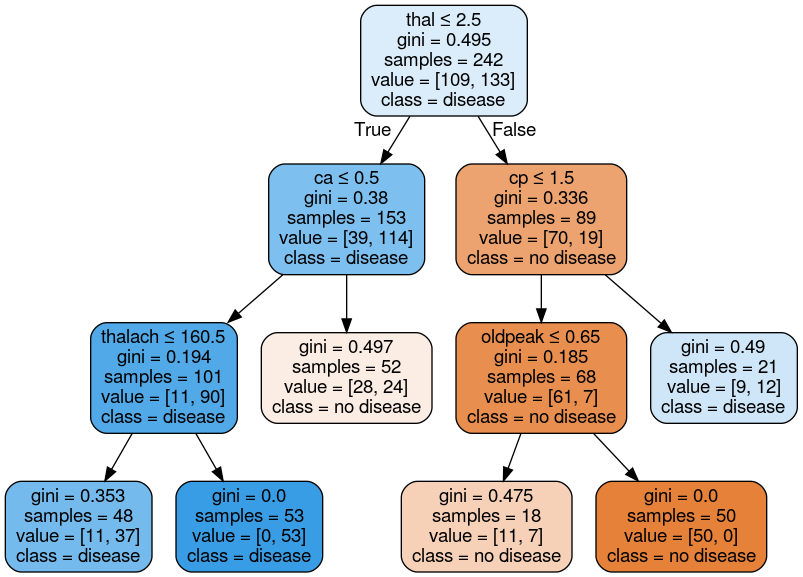 thal ≤ 2.5
gini = 0.495
samples = 242
value = [109, 133]
class = disease
True
False
ca ≤ 0.5
gini = 0.38
samples = 153
value = [39, 114]
class = disease
cp ≤ 1.5
gini = 0.336
samples = 89
value = [70, 19]
class = no disease
thalach ≤ 160.5
gini = 0.194
samples = 101
value = [11, 90]
class = disease
gini = 0.497
samples = 52
value = [28, 24]
class = no disease
oldpeak ≤ 0.65
gini = 0.185
samples = 68
value = [61, 7]
class = no disease
gini = 0.49
samples = 21
value = [9, 12]
class = disease
gini = 0.353
samples = 48
value = [11, 37]
class = disease
gini = 0.0
samples = 53
value = [0, 53]
class = disease
gini = 0.475
samples = 18
value = [11, 7]
class = no disease
gini = 0.0
samples = 50
value = [50, 0]
class = no disease